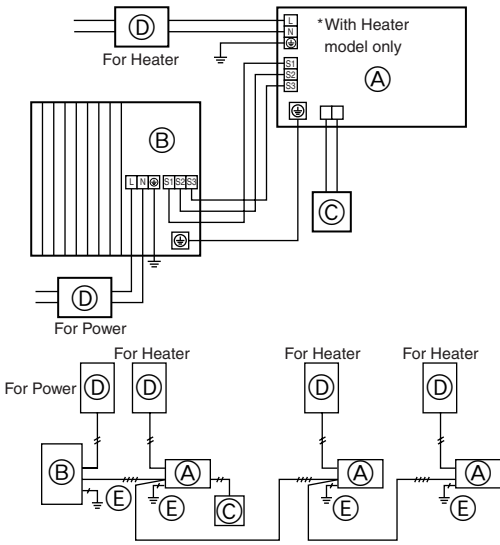 D
For Heater
L
N
*With Heater
model only
A
S1
S2
S3
B
L N S1 S2 S3
C
D
For Power
For Heater For Heater For Heater
For Power D D D D
B A A A
E E C E E